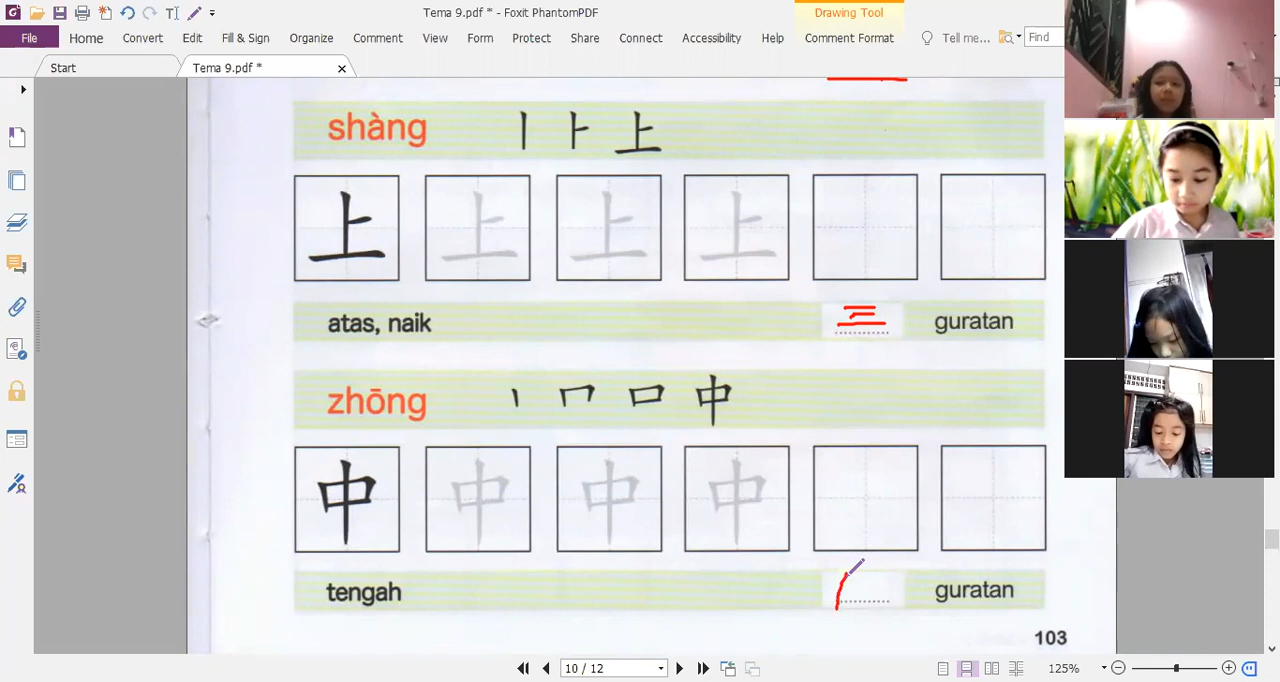 Tema 9.pdf * - Foxit PhantomPDF
Drawing Tool
File Home Convert Edit Fill & Sign Organize Comment View Form Protect Share Connect Accessibility Help Comment Format Tell me... Find
Start Tema 9.pdf *
shàng 丨 ⺊ 上
上 上 上 上
atas, naik 三 guratan
zhōng 丨 口 中
中 中 中 中
tengah guratan
103
10 / 12 125%